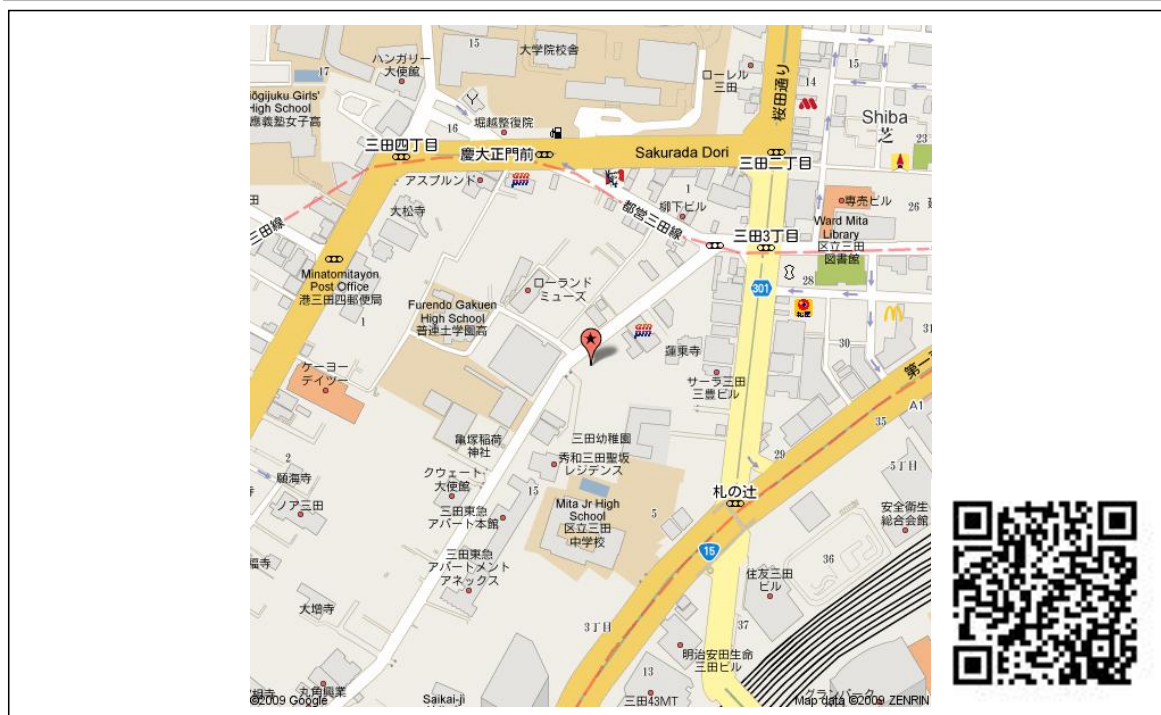 15
大学院校舎
ハンガリー
大使館
17
ōgijuku Girls'
High School
應義塾女子高
ローレル
三田
桜田通り
14
15
Shiba
芝
23
堀越整復院
16
三田四丁目
慶大正門前
Sakurada Dori
三田二丁目
アスブルンド
am
pm
1
柳下ビル
専売ビル
26
大松寺
都営三田線
三田線
三田3丁目
Ward Mita
Library
区立三田
図書館
Minatomitayon
Post Office
港三田四郵便局
1
ローランド
ミューズ
301
28
Furendo Gakuen
High School
普連土学園高
am
pm
蓮乗寺
30
31
ケーヨー
デイツー
サーラ三田
三豊ビル
第一
A1
35
亀塚稲荷
神社
三田幼稚園
秀和三田聖坂
レジデンス
29
5丁目
願海寺
クウェート
大使館
15
札の辻
ノア三田
三田東急
アパート本館
Mita Jr High
School
区立三田
中学校
5
安全衛生
総合会館
15
36
三田東急
アパートメント
アネックス
住友三田
ビル
大増寺
3丁目
37
明治安田生命
三田ビル
13
丸角興業
Saikai-ji
三田43MT
グランパーク
©2009 Google
Map data ©2009 ZENRIN